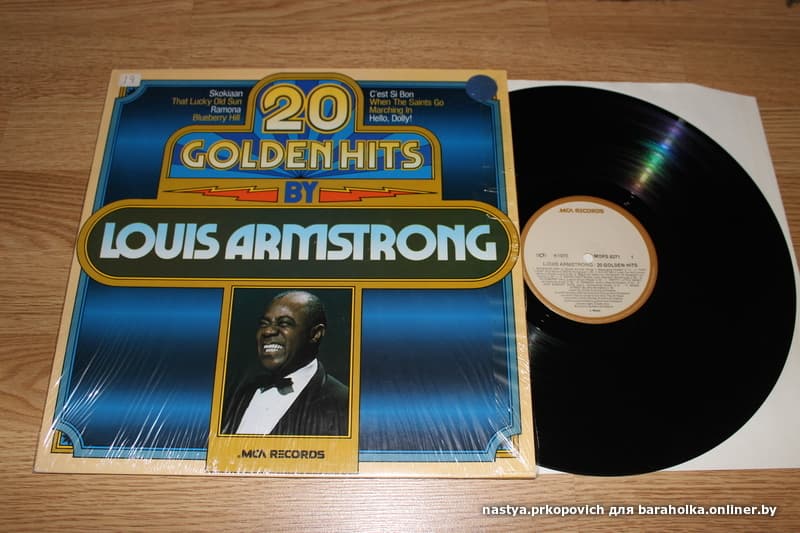 19
Skokiaan
That Lucky Old Sun
Ramona
Blueberry Hill
C'est Si Bon
When The Saints Go
Marching In
Hello, Dolly!
20
GOLDEN HITS
BY
LOUIS ARMSTRONG
MCA RECORDS
MCA RECORDS
1
LOUIS ARMSTRONG · 20 GOLDEN HITS
nastya.prkopovich для baraholka.onliner.by